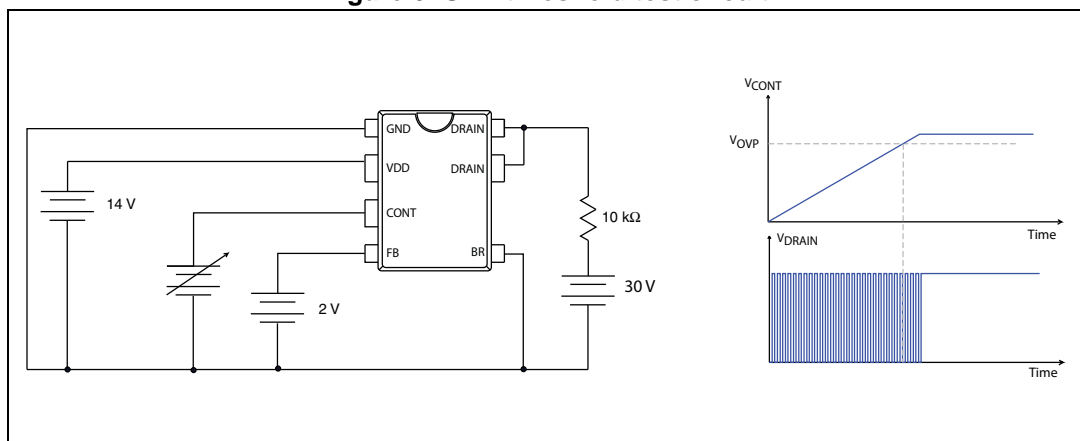 GND DRAIN
VDD DRAIN
CONT
FB BR
14 V
2 V
10 kΩ
30 V
VCONT
VOVP
Time
VDRAIN
Time